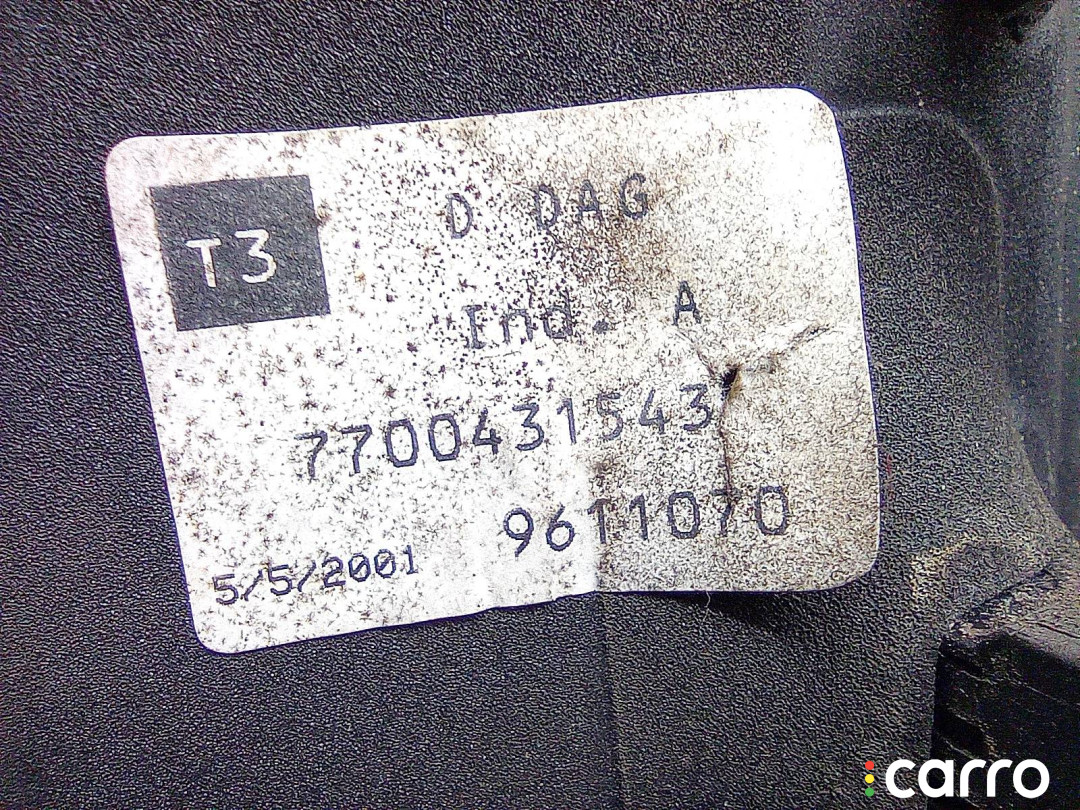 T3
D DAG
Ind. A
7700431543
9611070
5/5/2001
carro